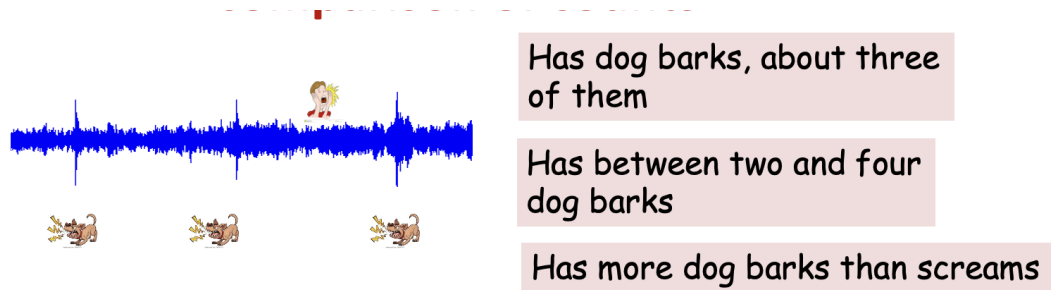 Has dog barks, about three
of them
Has between two and four
dog barks
Has more dog barks than screams